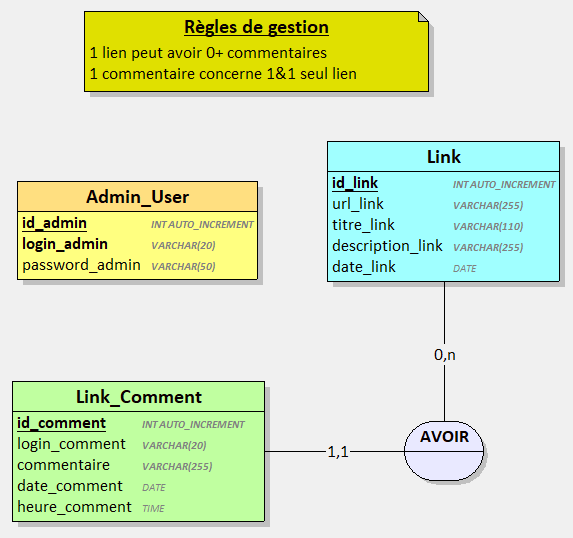 Règles de gestion
1 lien peut avoir 0+ commentaires
1 commentaire concerne 1&1 seul lien
Admin_User
id_admin INT AUTO_INCREMENT
login_admin VARCHAR(20)
password_admin VARCHAR(50)
Link
id_link INT AUTO_INCREMENT
url_link VARCHAR(255)
titre_link VARCHAR(110)
description_link VARCHAR(255)
date_link DATE
0,n
Link_Comment
id_comment INT AUTO_INCREMENT
login_comment VARCHAR(20)
commentaire VARCHAR(255)
date_comment DATE
heure_comment TIME
1,1
AVOIR